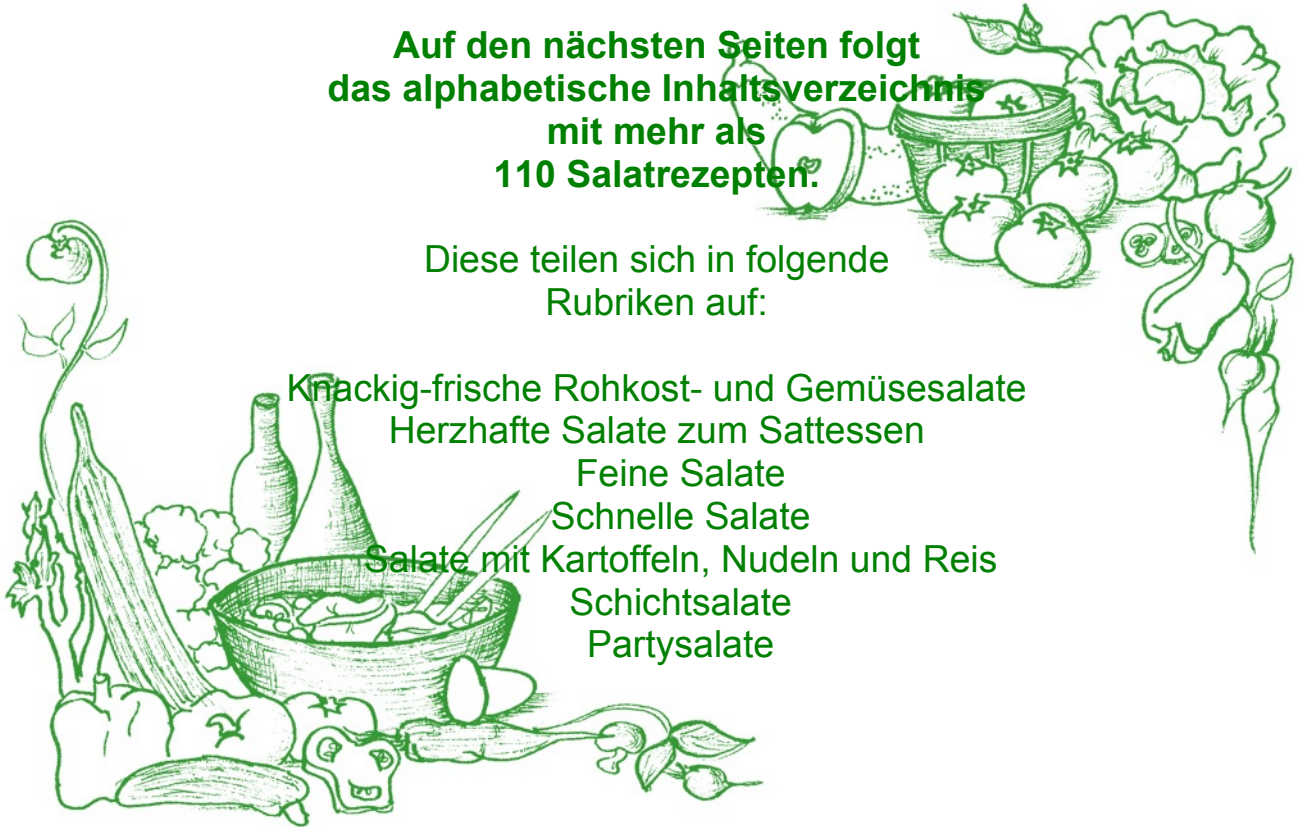 Auf den nächsten Seiten folgt
das alphabetische Inhaltsverzeichnis
mit mehr als
110 Salatrezepten.
Diese teilen sich in folgende
Rubriken auf:
Knackig-frische Rohkost- und Gemüsesalate
Herzhafte Salate zum Sattessen
Feine Salate
Schnelle Salate
Salate mit Kartoffeln, Nudeln und Reis
Schichtsalate
Partysalate